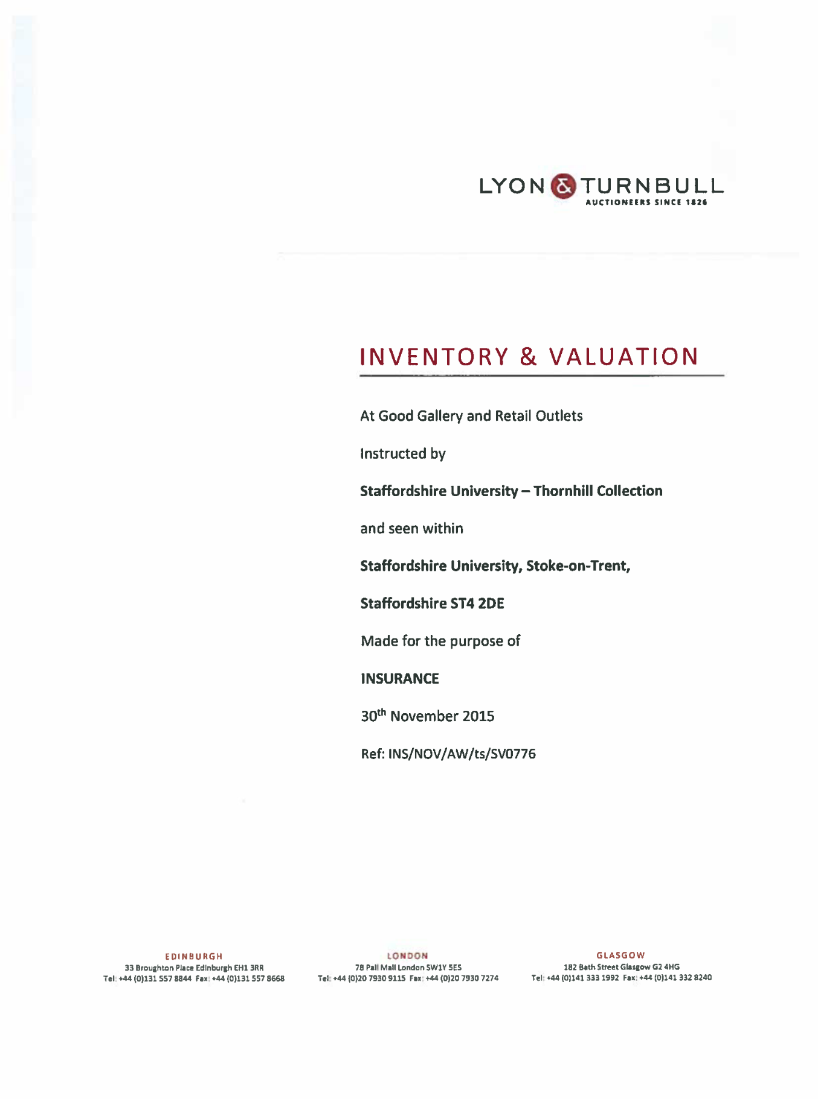 LYON & TURNBULL
AUCTIONEERS SINCE 1826
INVENTORY & VALUATION
At Good Gallery and Retail Outlets
Instructed by
Staffordshire University – Thornhill Collection
and seen within
Staffordshire University, Stoke-on-Trent,
Staffordshire ST4 2DE
Made for the purpose of
INSURANCE
30th November 2015
Ref: INS/NOV/AW/ts/SV0776
EDINBURGH
33 Broughton Place Edinburgh EH1 3RR
Tel: +44 (0)131 557 8844 Fax: +44 (0)131 557 8668
LONDON
78 Pall Mall London SW1Y 5ES
Tel: +44 (0)20 7930 9115 Fax: +44 (0)20 7930 7274
GLASGOW
182 Bath Street Glasgow G2 4HG
Tel: +44 (0)141 333 1992 Fax: +44 (0)141 332 8240